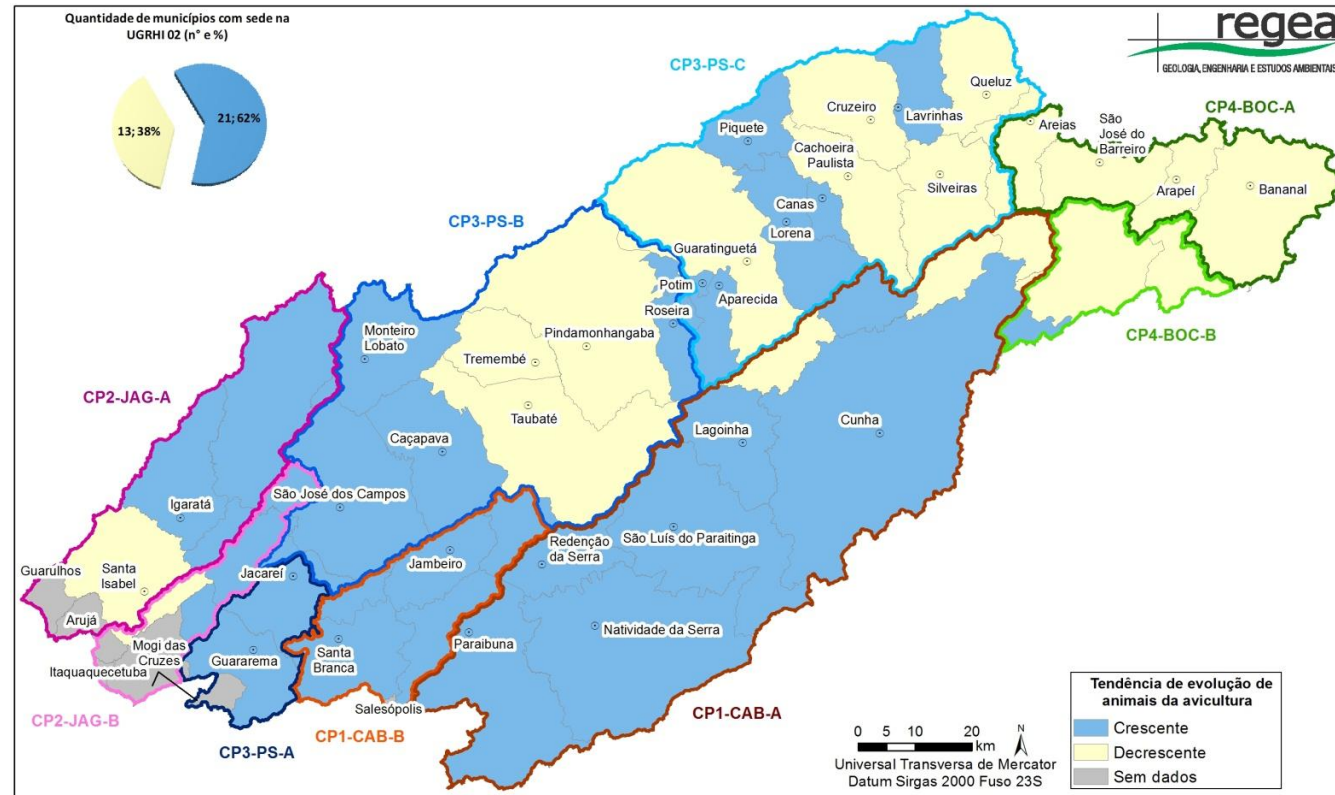 Quantidade de municípios com sede na
UGRHI 02 (n° e %)
13; 38%
21; 62%
regea
GEOLOGIA, ENGENHARIA E ESTUDOS AMBIENTAIS
CP3-PS-C
Queluz
Cruzeiro
Lavrinhas
Piquete
CP4-BOC-A
Areias
São
José do
Barreiro
Cachoeira
Paulista
Silveiras
Arapeí
Bananal
Canas
Lorena
CP3-PS-B
Guaratinguetá
Potim
Aparecida
Roseira
CP4-BOC-B
Monteiro
Lobato
Pindamonhangaba
Tremembé
Taubaté
CP2-JAG-A
Caçapava
Lagoinha
Cunha
São José dos Campos
Igaratá
São Luís do Paraitinga
Redenção
da Serra
Jambeiro
Guarulhos
Santa
Isabel
Jacareí
Arujá
Natividade da Serra
Mogi das
Cruzes
Itaquaquecetuba
Guararema
Santa
Branca
Paraibuna
CP2-JAG-B
Salesópolis
CP3-PS-A
CP1-CAB-B
CP1-CAB-A
Tendência de evolução de
animais da avicultura
Crescente
Decrescente
Sem dados
0 5 10 20
km
N
Universal Transversa de Mercator
Datum Sirgas 2000 Fuso 23S